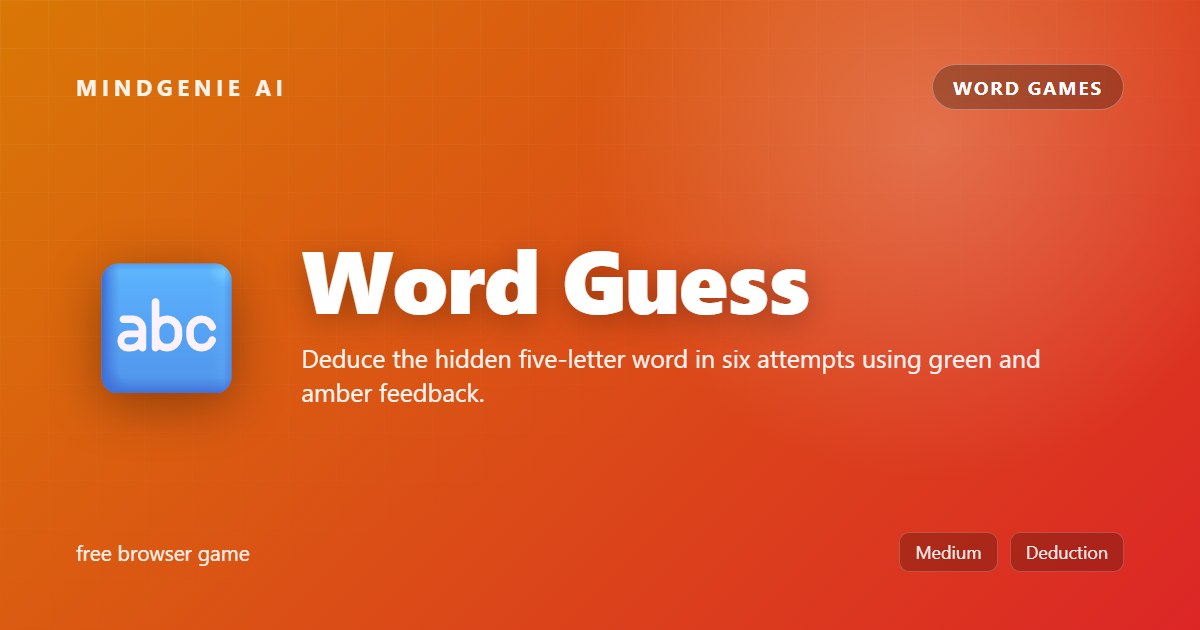 MINDGENIE AI
WORD GAMES
abc
Word Guess
Deduce the hidden five-letter word in six attempts using green and
amber feedback.
free browser game
Medium
Deduction